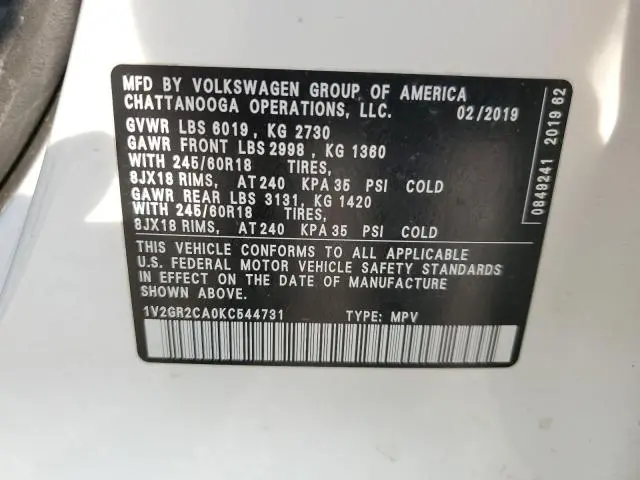 MFD BY VOLKSWAGEN GROUP OF AMERICA
CHATTANOOGA OPERATIONS, LLC. 02/2019
GVWR LBS 6019, KG 2730
GAWR FRONT LBS 2998, KG 1360
WITH 245/60R18 TIRES,
8JX18 RIMS, AT 240 KPA 35 PSI COLD
GAWR REAR LBS 3131, KG 1420
WITH 245/60R18 TIRES,
8JX18 RIMS, AT 240 KPA 35 PSI COLD
THIS VEHICLE CONFORMS TO ALL APPLICABLE
U.S. FEDERAL MOTOR VEHICLE SAFETY STANDARDS
IN EFFECT ON THE DATE OF MANUFACTURE
SHOWN ABOVE.
1V2GR2CA0KC544731 TYPE: MPV
0849241 2019 62